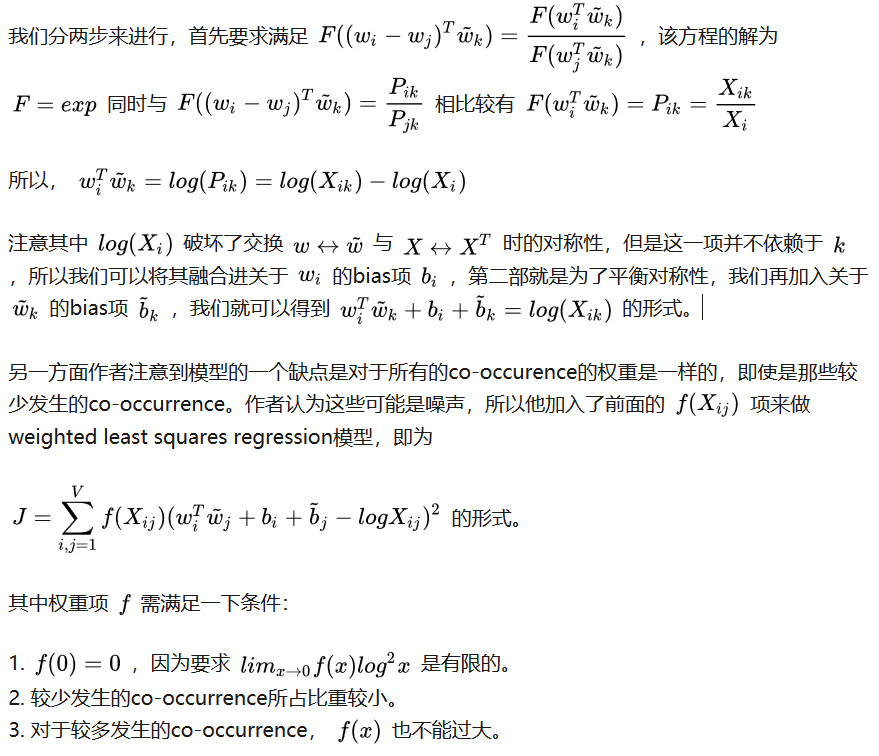 我们分两步来进行，首先要求满足 $F((w_i - w_j)^T \tilde{w}_k) = \frac{F(w_i^T \tilde{w}_k)}{F(w_j^T \tilde{w}_k)}$ ，该方程的解为
$F = exp$ 同时与 $F((w_i - w_j)^T \tilde{w}_k) = \frac{P_{ik}}{P_{jk}}$ 相比较有 $F(w_i^T \tilde{w}_k) = P_{ik} = \frac{X_{ik}}{X_i}$
所以， $w_i^T \tilde{w}_k = log(P_{ik}) = log(X_{ik}) - log(X_i)$
注意其中 $log(X_i)$ 破坏了交换 $w \leftrightarrow \tilde{w}$ 与 $X \leftrightarrow X^T$ 时的对称性，但是这一项并不依赖于 $k$
，所以我们可以将其融合进关于 $w_i$ 的bias项 $b_i$ ，第二部就是为了平衡对称性，我们再加入关于
$\tilde{w}_k$ 的bias项 $\tilde{b}_k$ ，我们就可以得到 $w_i^T \tilde{w}_k + b_i + \tilde{b}_k = log(X_{ik})$ 的形式。
另一方面作者注意到模型的一个缺点是对于所有的co-occurence的权重是一样的，即使是那些较
少发生的co-occurrence。作者认为这些可能是噪声，所以他加入了前面的 $f(X_{ij})$ 项来做
weighted least squares regression模型，即为
$J = \sum_{i,j=1}^{V} f(X_{ij})(w_i^T \tilde{w}_j + b_i + \tilde{b}_j - logX_{ij})^2$ 的形式。
其中权重项 $f$ 需满足一下条件：
1. $f(0) = 0$ ，因为要求 $lim_{x \to 0} f(x)log^2 x$ 是有限的。
2. 较少发生的co-occurrence所占比重较小。
3. 对于较多发生的co-occurrence， $f(x)$ 也不能过大。